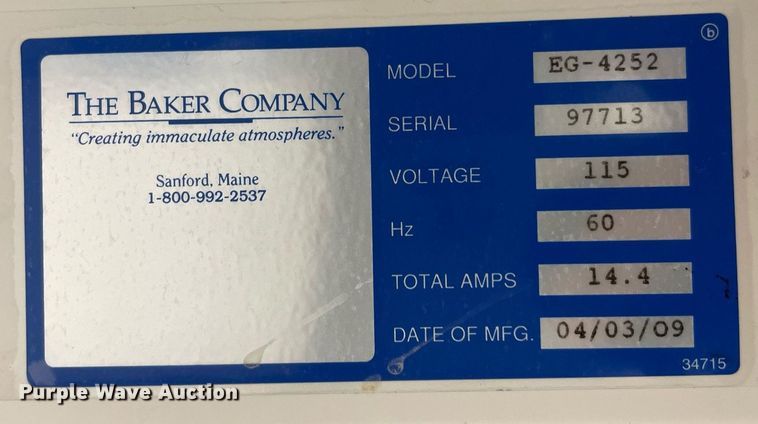 b
THE BAKER COMPANY
"Creating immaculate atmospheres."
Sanford, Maine
1-800-992-2537
MODEL EG-4252
SERIAL 97713
VOLTAGE 115
Hz 60
TOTAL AMPS 14.4
DATE OF MFG. 04/03/09
34715
Purple Wave Auction